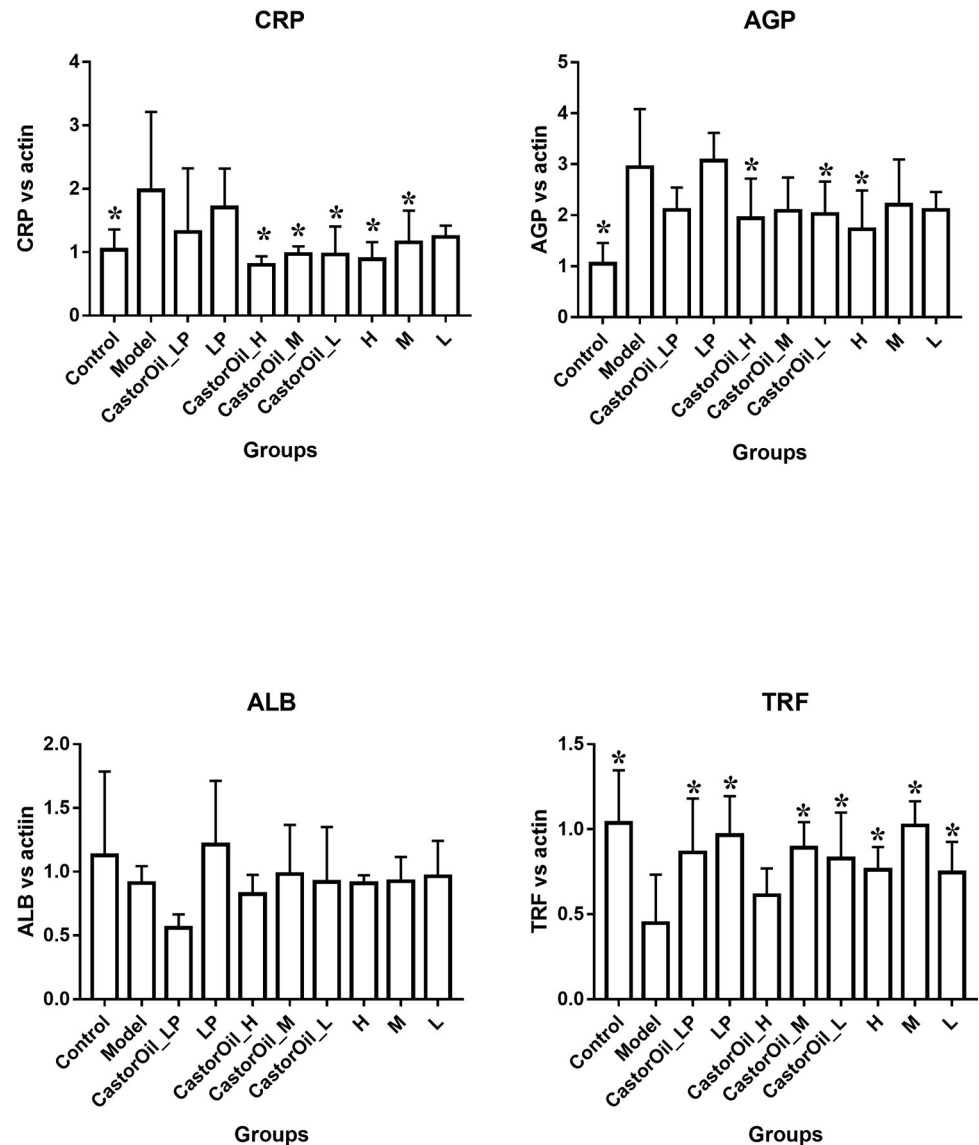 CRP
CRP vs actin
4
3
2
1
0
* * * * * *
Control
Model
CastorOil_LP
LP
CastorOil_H
CastorOil_M
CastorOil_L
H
M
L
Groups
AGP
AGP vs actin
5
4
3
2
1
0
* * * *
Control
Model
CastorOil_LP
LP
CastorOil_H
CastorOil_M
CastorOil_L
H
M
L
Groups
ALB
ALB vs actiin
2.0
1.5
1.0
0.5
0.0
Control
Model
CastorOil_LP
LP
CastorOil_H
CastorOil_M
CastorOil_L
H
M
L
Groups
TRF
TRF vs actin
1.5
1.0
0.5
0.0
* * * * * * * *
Control
Model
CastorOil_LP
LP
CastorOil_H
CastorOil_M
CastorOil_L
H
M
L
Groups